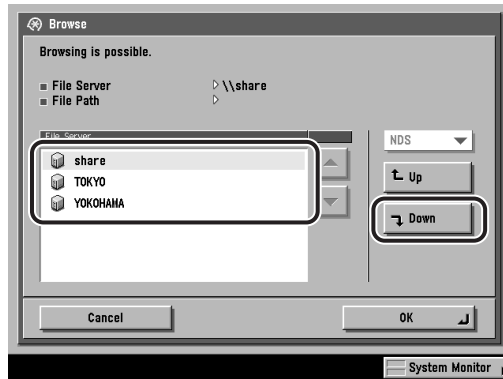 Browse
Browsing is possible.
File Server \\share
File Path
File Server
NDS
share
TOKYO
YOKOHAMA
Up
Down
Cancel OK
System Monitor